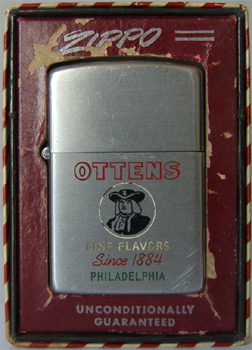 ZIPPO
OTTENS
FINE FLAVORS
Since 1884
PHILADELPHIA
UNCONDITIONALLY
GUARANTEED